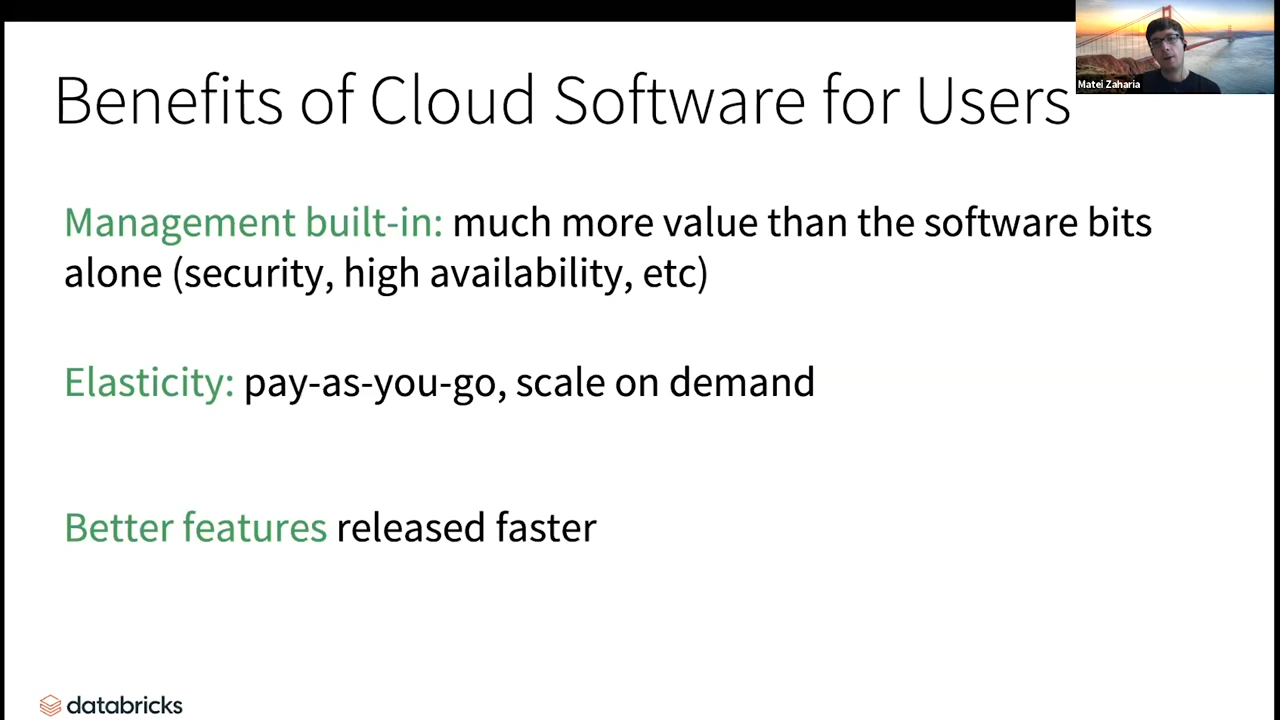 Benefits of Cloud Software for Users
Matei Zaharia
Management built-in: much more value than the software bits
alone (security, high availability, etc)
Elasticity: pay-as-you-go, scale on demand
Better features released faster
databricks